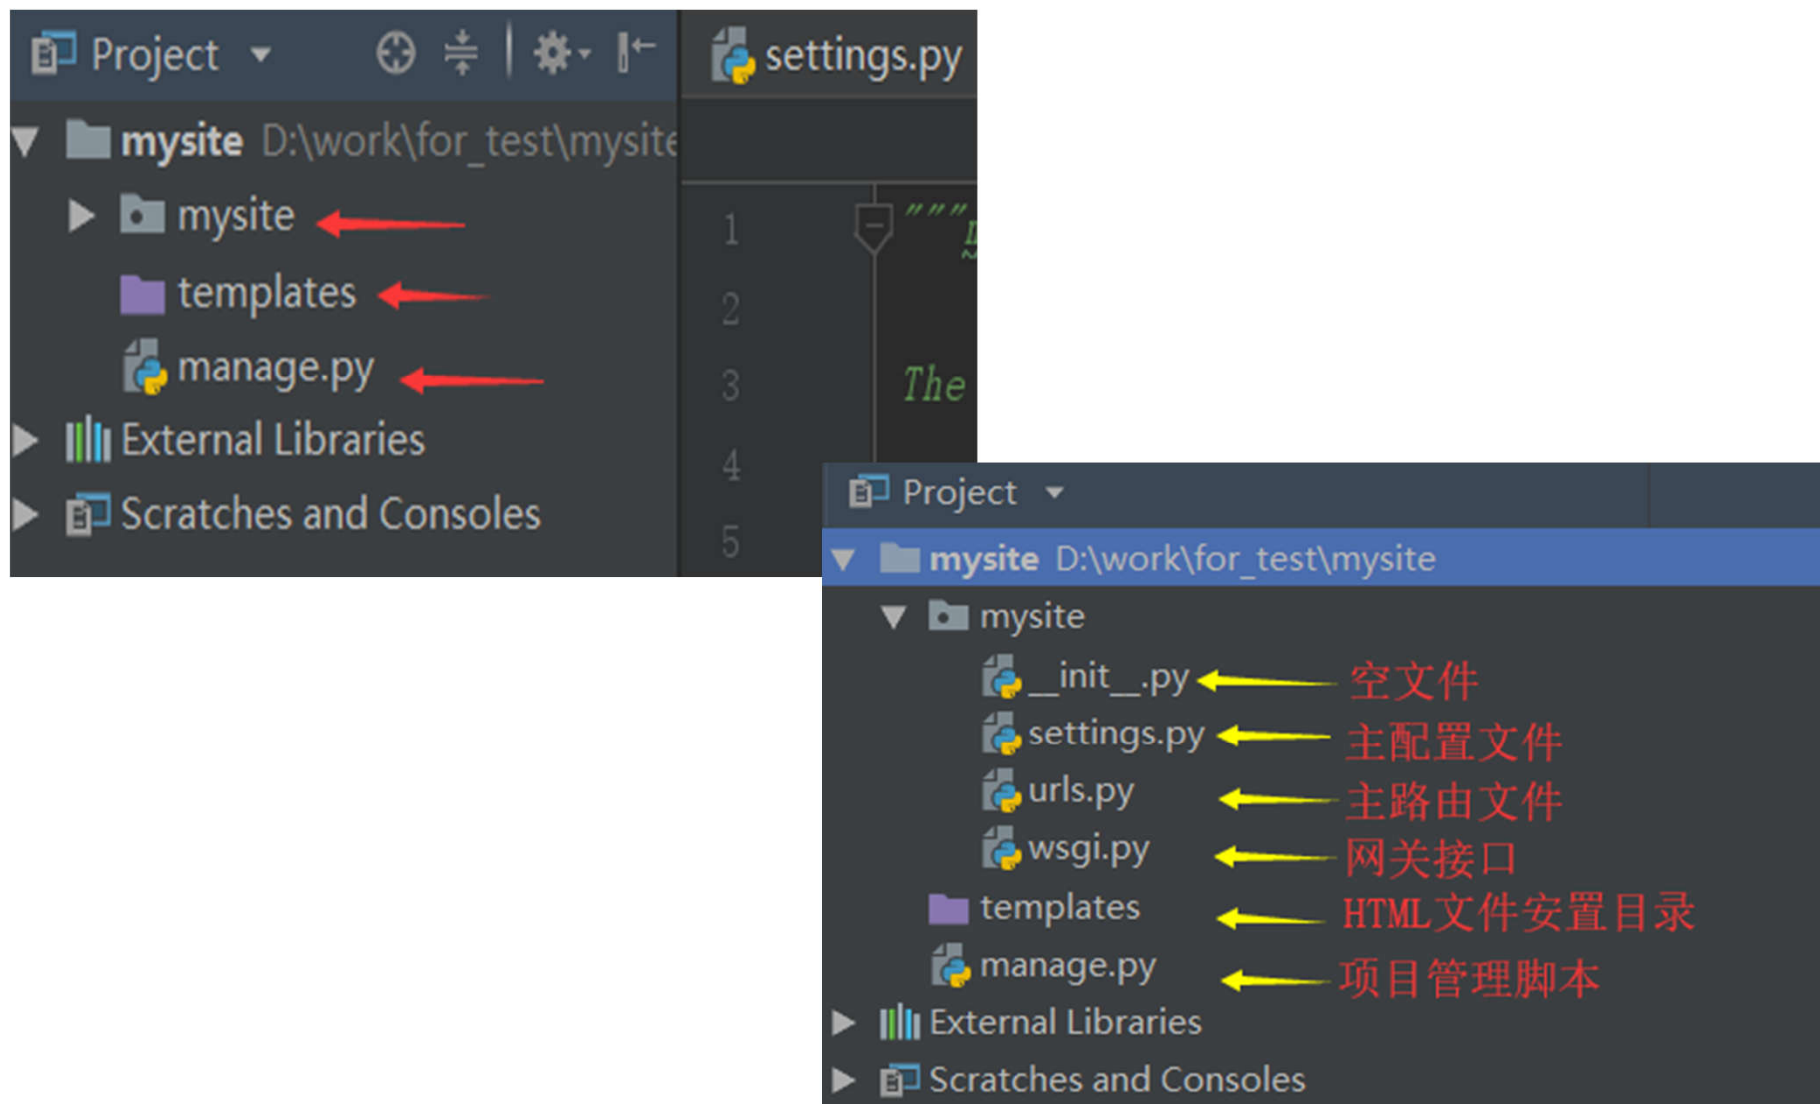 Project
settings.py
mysite D:\work\for_test\mysite
mysite
templates
manage.py
External Libraries
Scratches and Consoles
1 """
2
3 The
4
5
Project
mysite D:\work\for_test\mysite
mysite
__init__.py 空文件
settings.py 主配置文件
urls.py 主路由文件
wsgi.py 网关接口
templates HTML文件安置目录
manage.py 项目管理脚本
External Libraries
Scratches and Consoles